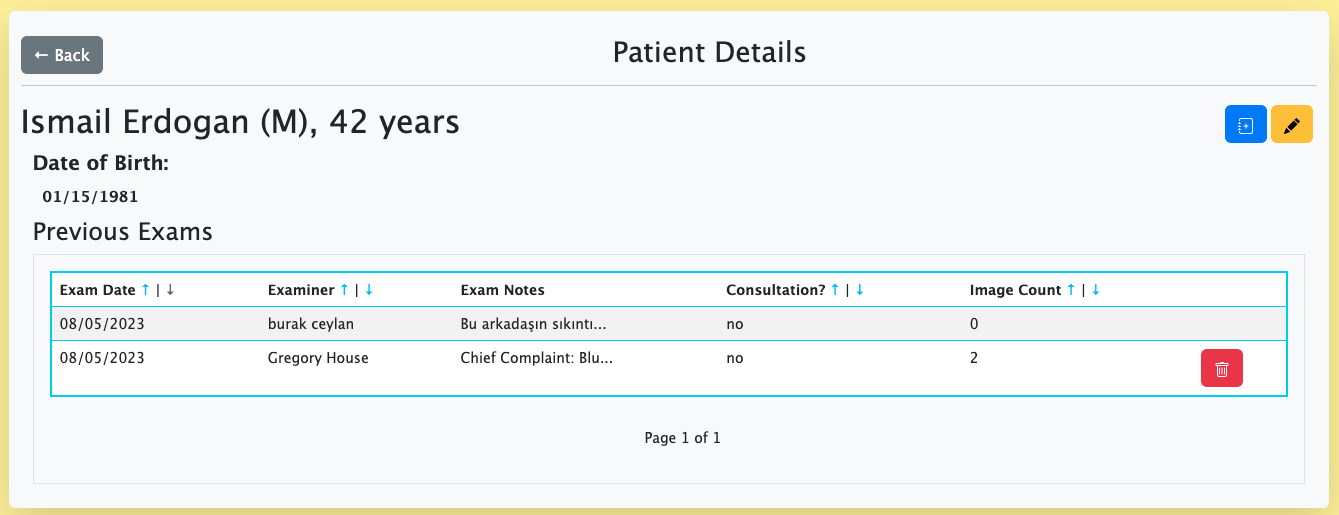 ← Back
Patient Details
Ismail Erdogan (M), 42 years
Date of Birth:
01/15/1981
Previous Exams
Exam Date ↑ | ↓ Examiner ↑ | ↓ Exam Notes Consultation? ↑ | ↓ Image Count ↑ | ↓
08/05/2023 burak ceylan Bu arkadaşın sıkıntı... no 0
08/05/2023 Gregory House Chief Complaint: Blu... no 2
Page 1 of 1